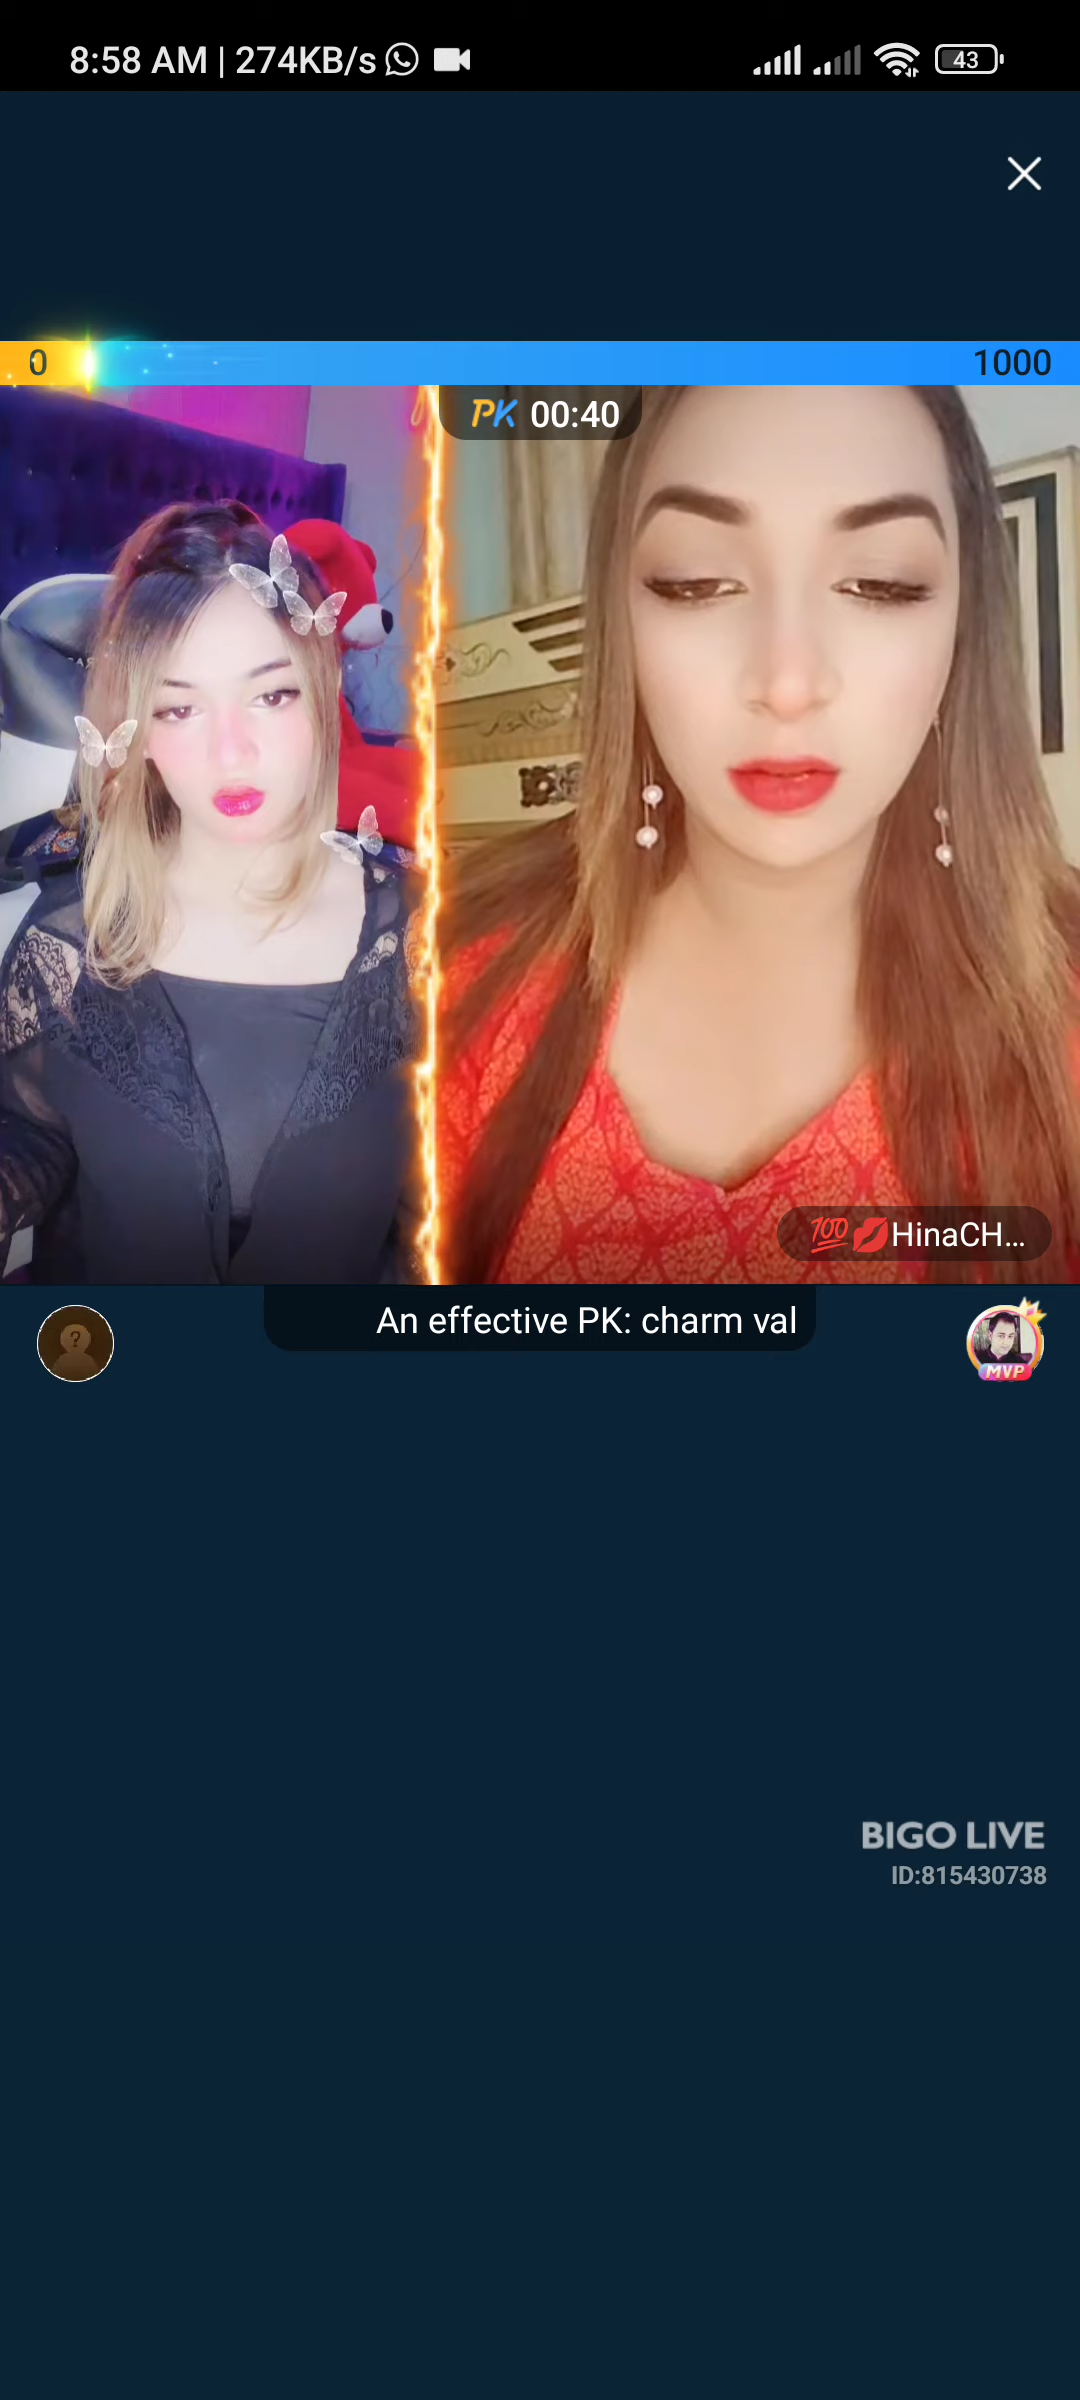 8:58 AM | 274KB/s
43
0
1000
PK 00:40
💯💋HinaCH...
An effective PK: charm val
?
MVP
BIGO LIVE
ID:815430738